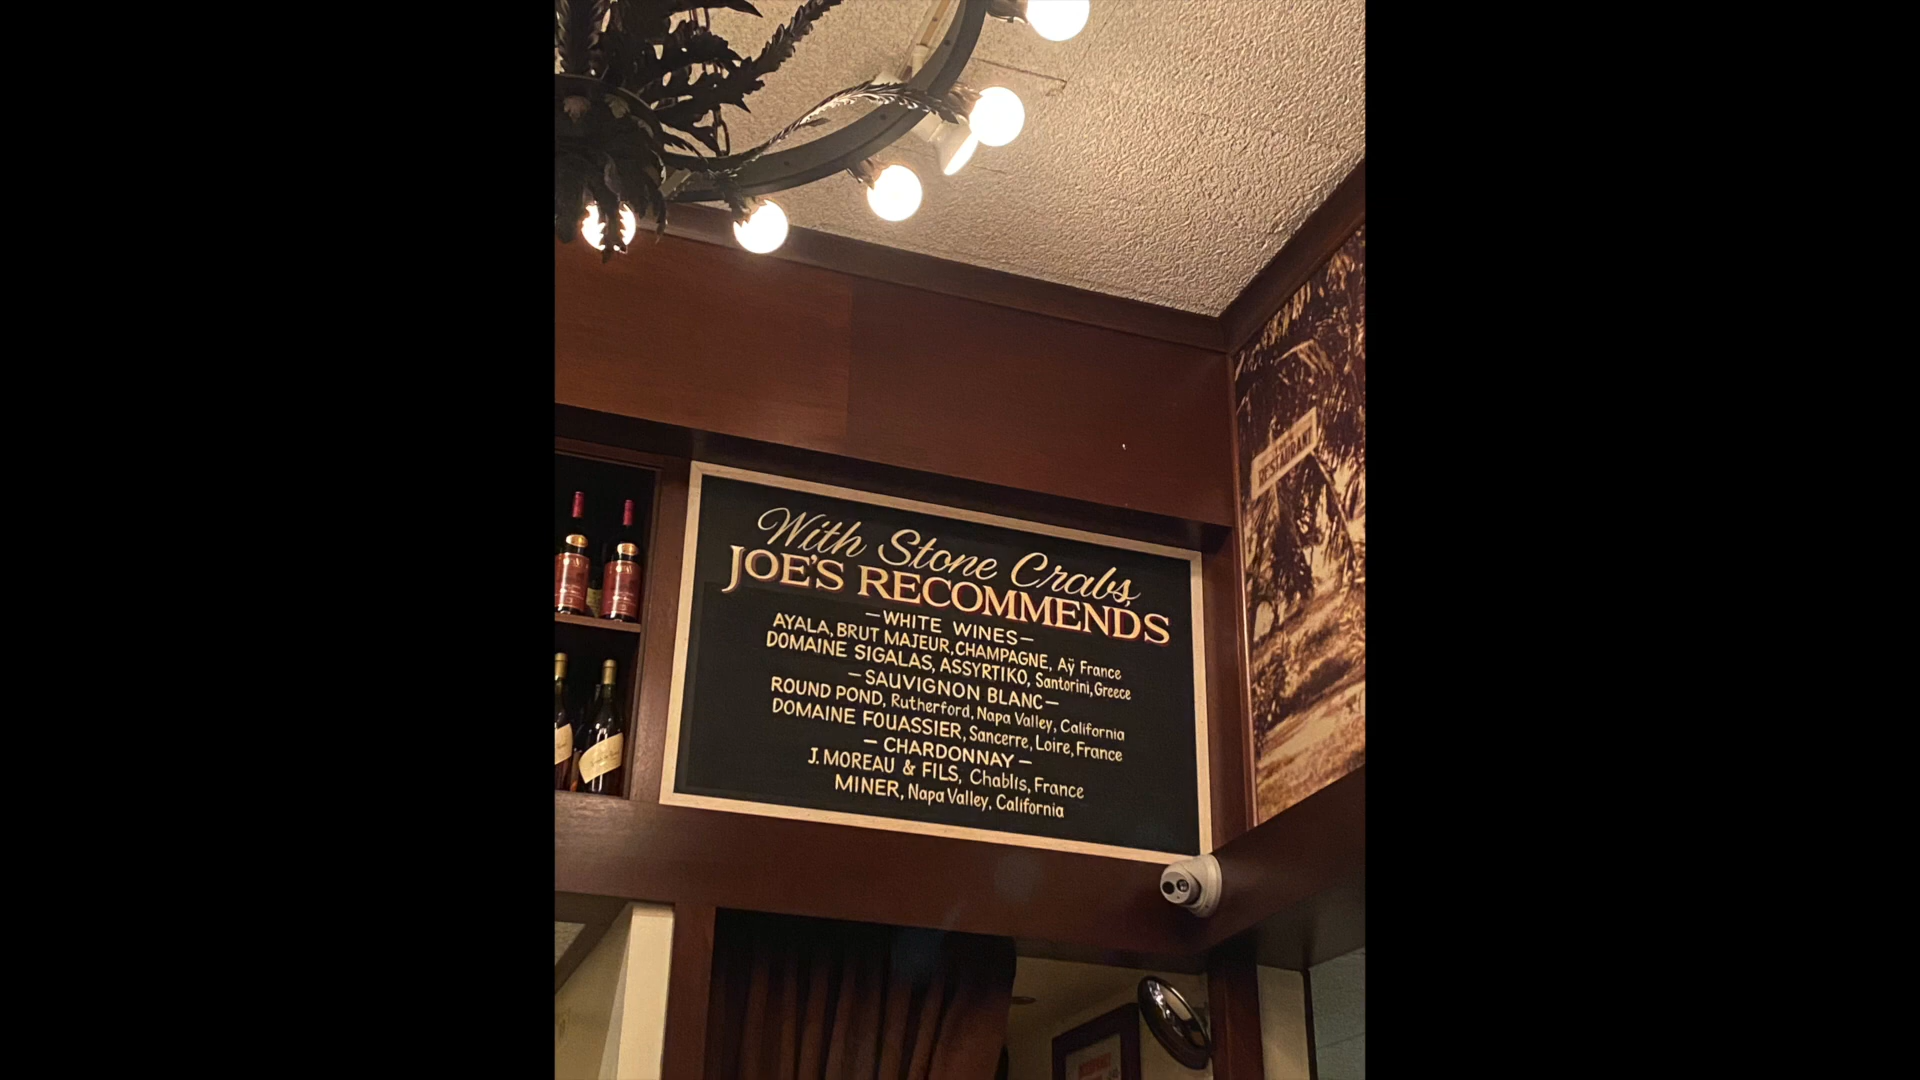 With Stone Crabs,
JOE'S RECOMMENDS
—WHITE WINES—
AYALA, BRUT MAJEUR, CHAMPAGNE, Aÿ France
DOMAINE SIGALAS, ASSYRTIKO, Santorini, Greece
—SAUVIGNON BLANC—
ROUND POND, Rutherford, Napa Valley, California
DOMAINE FOUASSIER, Sancerre, Loire, France
— CHARDONNAY —
J. MOREAU & FILS, Chablis, France
MINER, Napa Valley, California
RESTAURANT